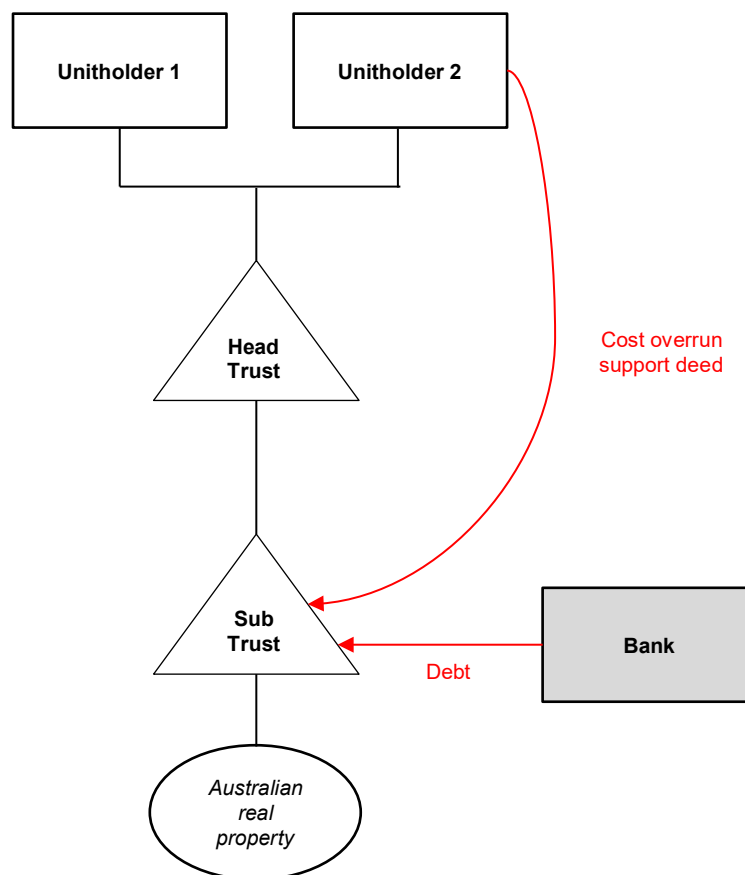 Unitholder 1
Unitholder 2
Head
Trust
Cost overrun
support deed
Sub
Trust
Bank
Debt
Australian
real
property